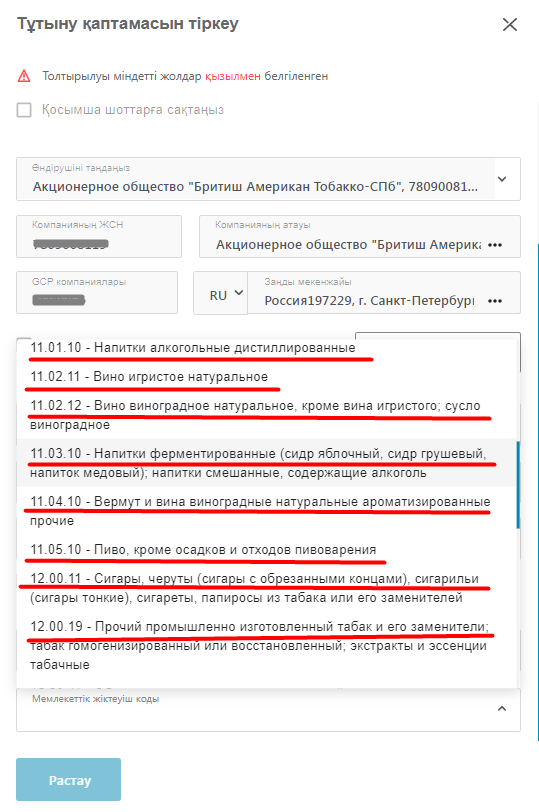 Тұтыну қаптамасын тіркеу
Толтырылуы міндетті жолдар қызылмен белгіленген
Қосымша шоттарға сақтаңыз
Өндірушіні таңдаңыз
Акционерное общество "Бритиш Американ Тобакко-СПб", 78090081...
Компанияның ЖСН
Компанияның атауы
Акционерное общество "Бритиш Америка
GCP компаниялары
RU
Заңды мекенжайы
Россия197229, г. Санкт-Петербург
11.01.10 - Напитки алкогольные дистиллированные
11.02.11 - Вино игристое натуральное
11.02.12 - Вино виноградное натуральное, кроме вина игристого; сусло
виноградное
11.03.10 - Напитки ферментированные (сидр яблочный, сидр грушевый,
напиток медовый); напитки смешанные, содержащие алкоголь
11.04.10 - Вермут и вина виноградные натуральные ароматизированные
прочие
11.05.10 - Пиво, кроме осадков и отходов пивоварения
12.00.11 - Сигары, черуты (сигары с обрезанными концами), сигарильи
(сигары тонкие), сигареты, папиросы из табака или его заменителей
12.00.19 - Прочий промышленно изготовленный табак и его заменители;
табак гомогенизированный или восстановленный; экстракты и эссенции
табачные
Мемлекеттік жіктеуіш коды
Растау